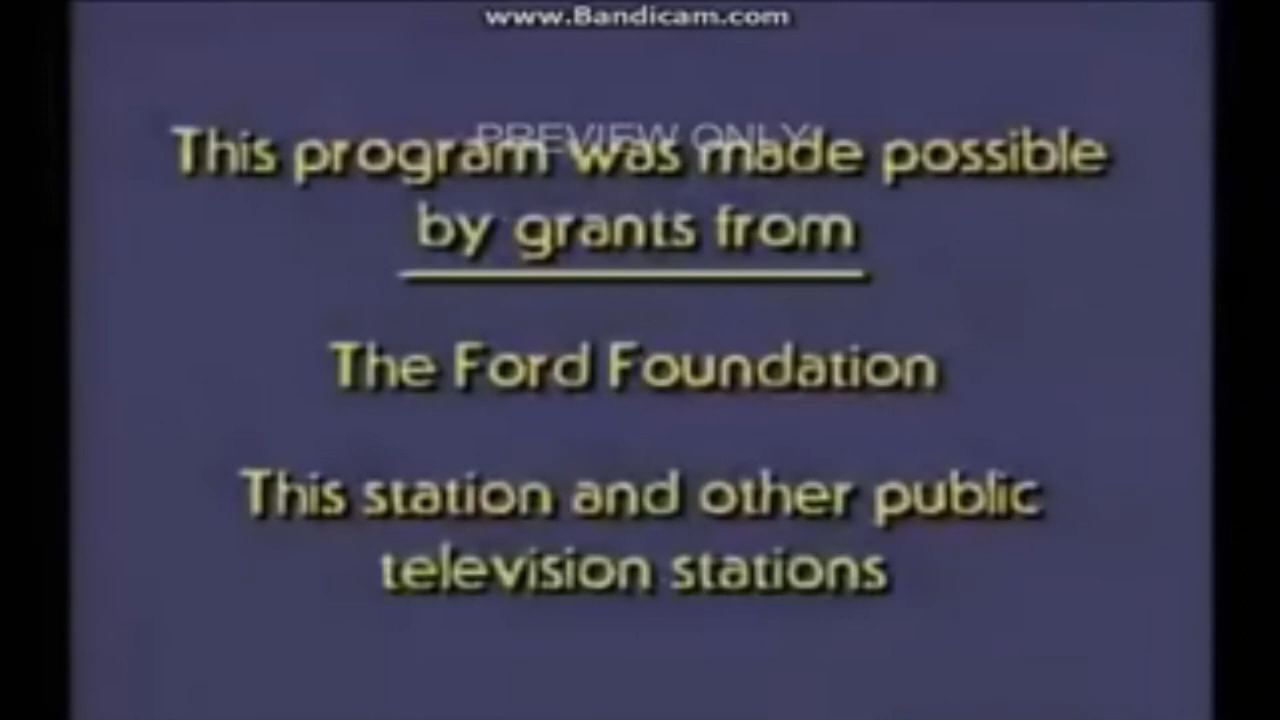 www.Bandicam.com
PREVIEW ONLY
This program was made possible
by grants from
The Ford Foundation
This station and other public
television stations